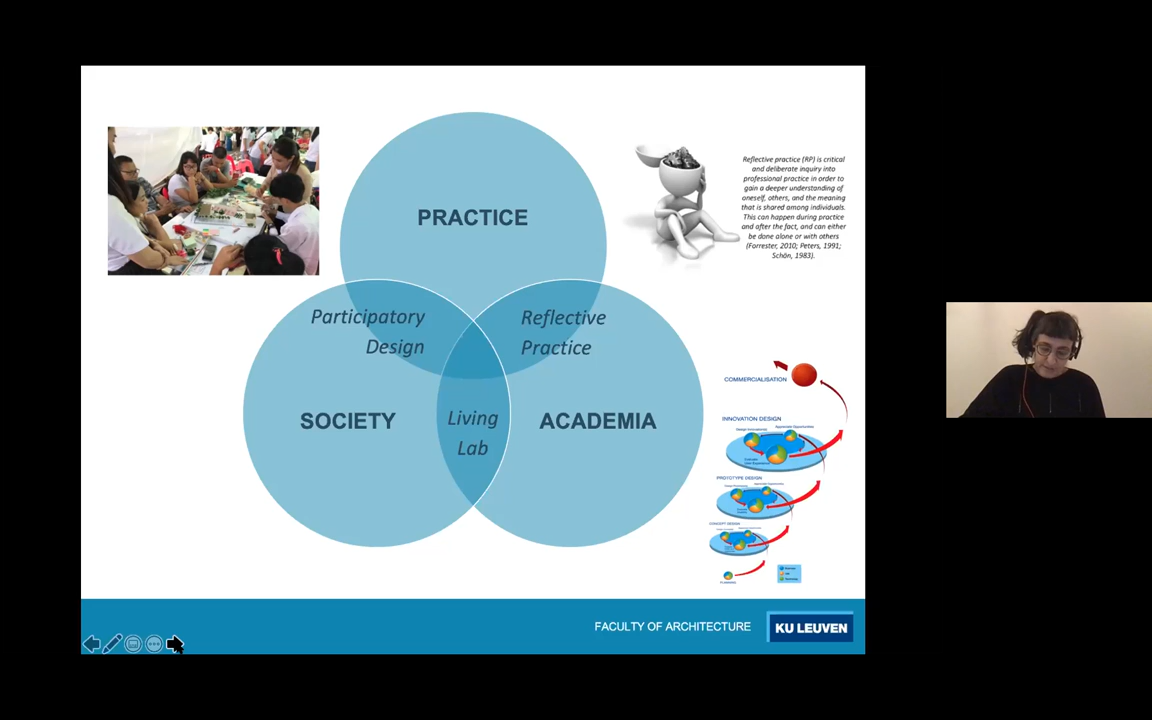 PRACTICE
Reflective practice (RP) is critical
and deliberate inquiry into
professional practice in order to
gain a deeper understanding of
oneself, others, and the meaning
that is shared among individuals.
This can happen during practice
and after the fact, and can either
be done alone or with others
(Forrester, 2010; Peters, 1991;
Schön, 1983).
Participatory
Design
Reflective
Practice
SOCIETY
Living
Lab
ACADEMIA
COMMERCIALISATION
INNOVATION DESIGN
PROTOTYPE DESIGN
CONCEPT DESIGN
FACULTY OF ARCHITECTURE
KU LEUVEN